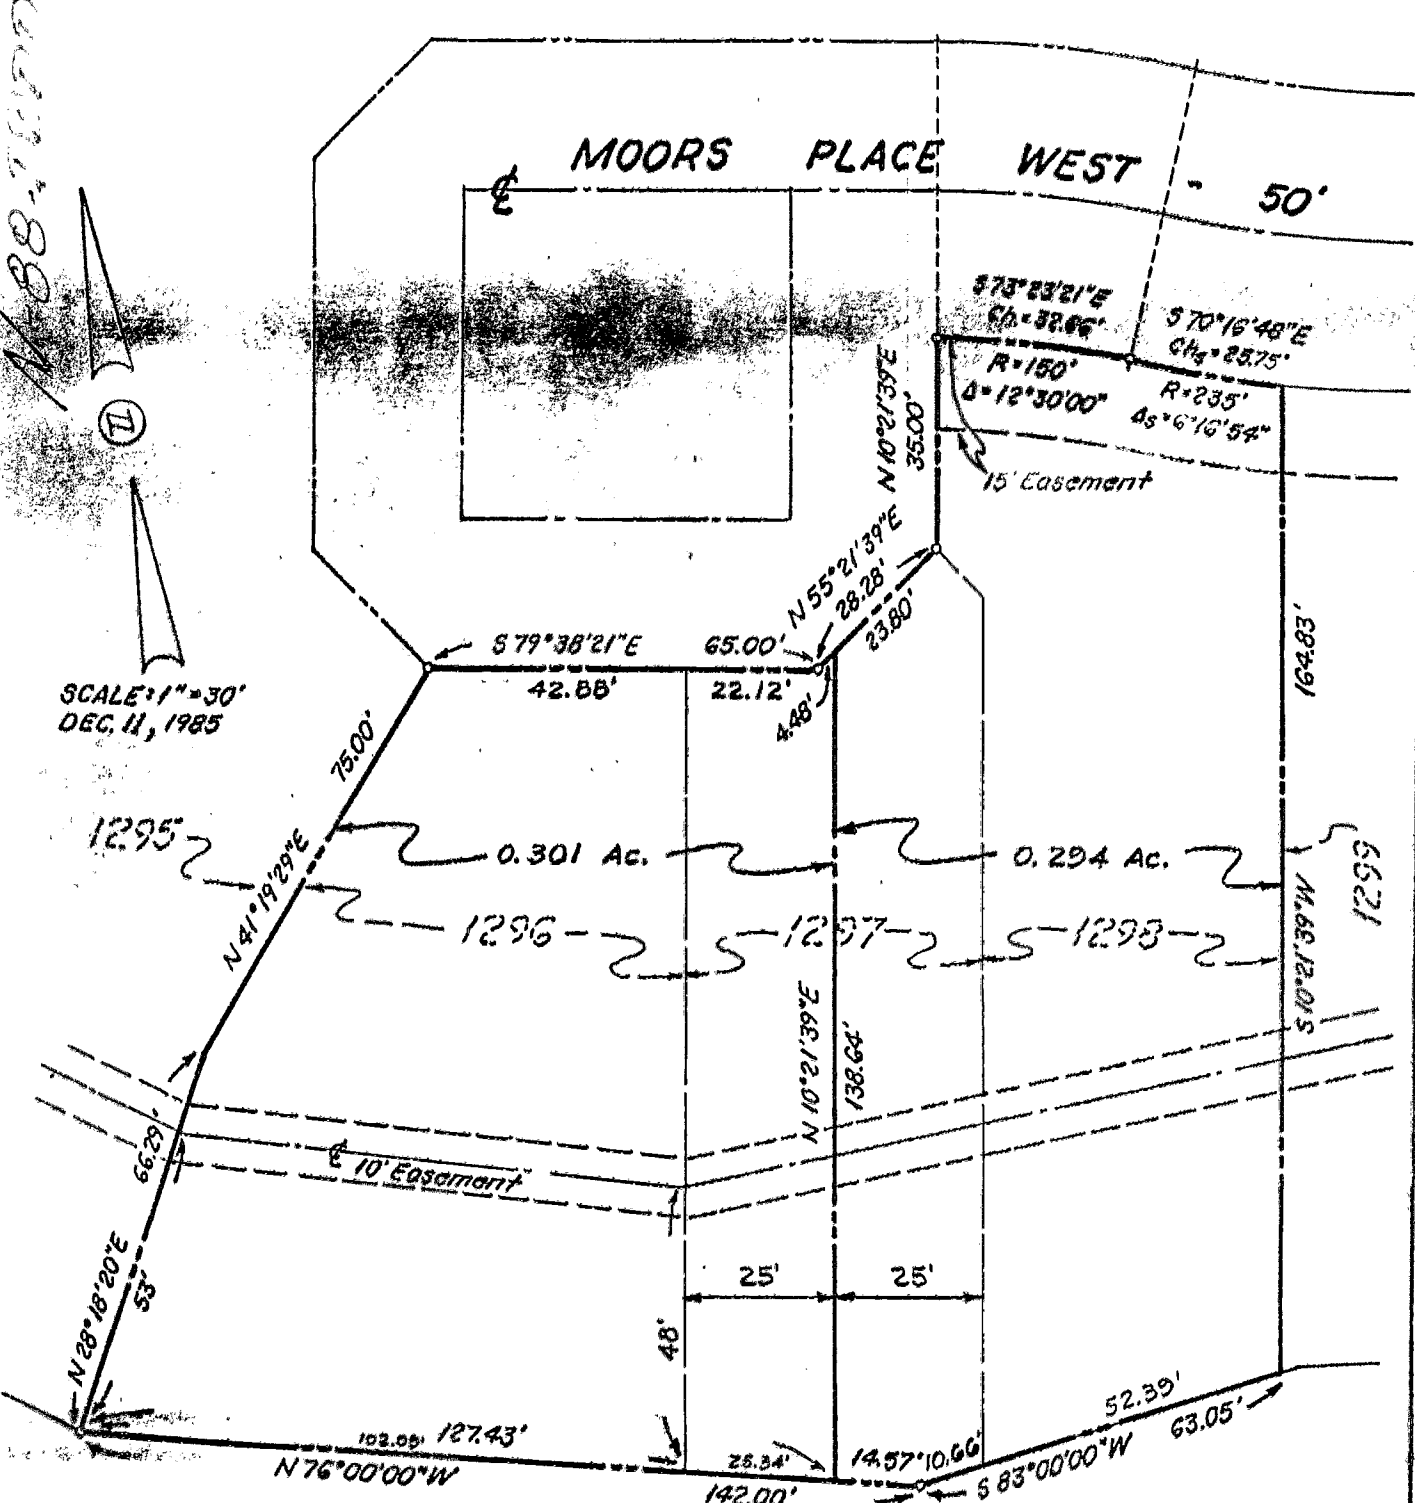 MOORS PLACE WEST - 50'
℄
S 73°23'21"E
Ch.=32.66'
R=150'
Δ=12°30'00"
S 70°16'48"E
Chs=25.75'
R=235'
Δs=6°16'54"
15' Easement
N 10°21'39"E
35.00'
N 55°21'39"E
28.28'
23.80'
S 79°38'21"E
65.00'
42.88'
22.12'
4.48'
SCALE: 1"=30'
DEC. 11, 1985
75.00'
N 41°19'29"E
164.83'
S 10°21'39"W
1295
0.301 Ac.
0.294 Ac.
1296
1297
1298
1299
N 10°21'39"E
138.64'
66.29'
℄ 10' Easement
N 28°18'20"E
53'
25'
25'
48'
102.09'
127.43'
N 76°00'00"W
25.34'
142.00'
14.57'
10.66'
52.39'
S 83°00'00"W
63.05'